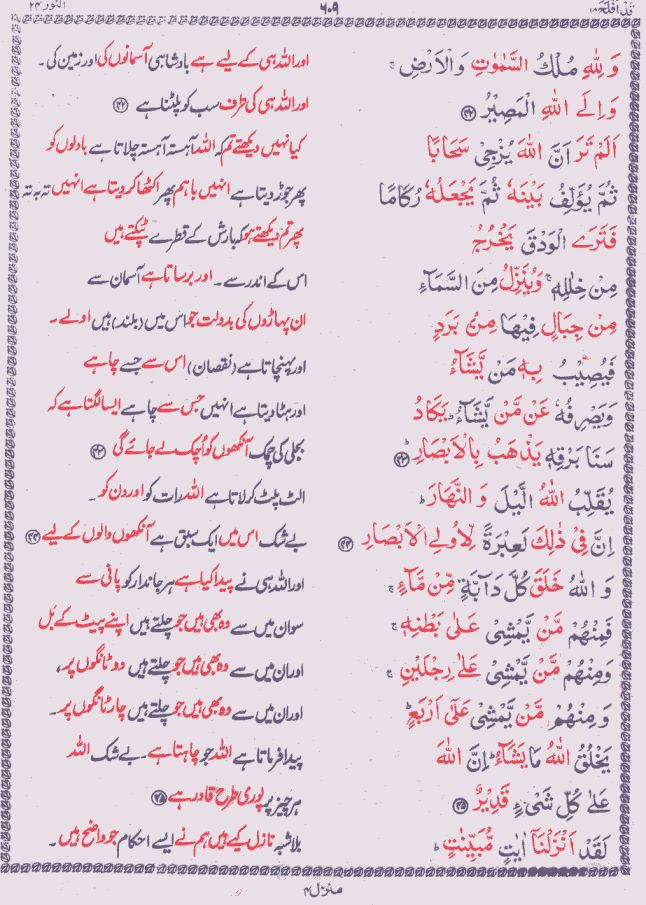 قد افلح ۱۸
۶۰۹
النور ۲۴
وَ لِلّٰهِ مُلْكُ السَّمٰوٰتِ وَ الْاَرْضِ ۚ
اور اللہ ہی کے لیے ہے بادشاہی آسمانوں کی اور زمین کی۔
وَ اِلَى اللّٰهِ الْمَصِيْرُ ﴿۴۲﴾
اور اللہ ہی کی طرف سب کو پلٹنا ہے ﴿۴۲﴾
اَلَمْ تَرَ اَنَّ اللّٰهَ يُزْجِىْ سَحَابًا
کیا نہیں دیکھتے تم کہ اللہ آہستہ آہستہ چلاتا ہے بادلوں کو
ثُمَّ يُؤَلِّفُ بَيْنَهٗ ثُمَّ يَجْعَلُهٗ رُكَامًا
پھر جوڑ دیتا ہے انہیں باہم پھر اکٹھا کر دیتا ہے انہیں تہ بہ تہ
فَتَرَى الْوَدْقَ يَخْرُجُ
پھر تم دیکھتے ہو کہ بارش کے قطرے ٹپکتے ہیں
مِنْ خِلٰلِهٖ ۚ وَ يُنَزِّلُ مِنَ السَّمَآءِ
اس کے اندر سے۔ اور برساتا ہے آسمان سے
مِنْ جِبَالٍ فِيْهَا مِنْۢ بَرَدٍ
ان پہاڑوں کی بدولت جو اس میں (بلند) ہیں اولے۔
فَيُصِيْبُ بِهٖ مَنْ يَّشَآءُ
اور پہنچاتا ہے (نقصان) اس سے جسے چاہے
وَ يَصْرِفُهٗ عَنْ مَّنْ يَّشَآءُ ؕ يَكَادُ
اور ہٹا دیتا ہے انہیں جس سے چاہے ایسا لگتا ہے کہ
سَنَا بَرْقِهٖ يَذْهَبُ بِالْاَبْصَارِ ؕ ﴿۴۳﴾
بجلی کی چمک آنکھوں کو اُچک لے جائے گی ﴿۴۳﴾
يُقَلِّبُ اللّٰهُ الَّيْلَ وَ النَّهَارَ ؕ
الٹ پلٹ کر لاتا ہے اللہ رات کو اور دن کو۔
اِنَّ فِىْ ذٰلِكَ لَعِبْرَةً لِّاُولِى الْاَبْصَارِ ﴿۴۴﴾
بے شک اس میں ایک سبق ہے آنکھوں والوں کے لیے ﴿۴۴﴾
وَ اللّٰهُ خَلَقَ كُلَّ دَآبَّةٍ مِّنْ مَّآءٍ ۚ
اور اللہ ہی نے پیدا کیا ہے ہر جاندار کو پانی سے
فَمِنْهُمْ مَّنْ يَّمْشِىْ عَلٰى بَطْنِهٖ ۚ
سو ان میں سے وہ بھی ہیں جو چلتے ہیں اپنے پیٹ کے بَل
وَ مِنْهُمْ مَّنْ يَّمْشِىْ عَلٰى رِجْلَيْنِ ۚ
اور ان میں سے وہ بھی ہیں جو چلتے ہیں دو ٹانگوں پر،
وَ مِنْهُمْ مَّنْ يَّمْشِىْ عَلٰٓى اَرْبَعٍ ؕ
اور ان میں سے وہ بھی ہیں جو چلتے ہیں چار ٹانگوں پر۔
يَخْلُقُ اللّٰهُ مَا يَشَآءُ ؕ اِنَّ اللّٰهَ
پیدا فرماتا ہے اللہ جو چاہتا ہے۔ بے شک اللہ
عَلٰى كُلِّ شَىْءٍ قَدِيْرٌ ﴿۴۵﴾
ہر چیز پر پوری طرح قادر ہے ﴿۴۵﴾
لَقَدْ اَنْزَلْنَآ اٰيٰتٍ مُّبَيِّنٰتٍ ؕ
بلاشبہ نازل کیے ہیں ہم نے ایسے احکام جو واضح ہیں۔
منزل ۴